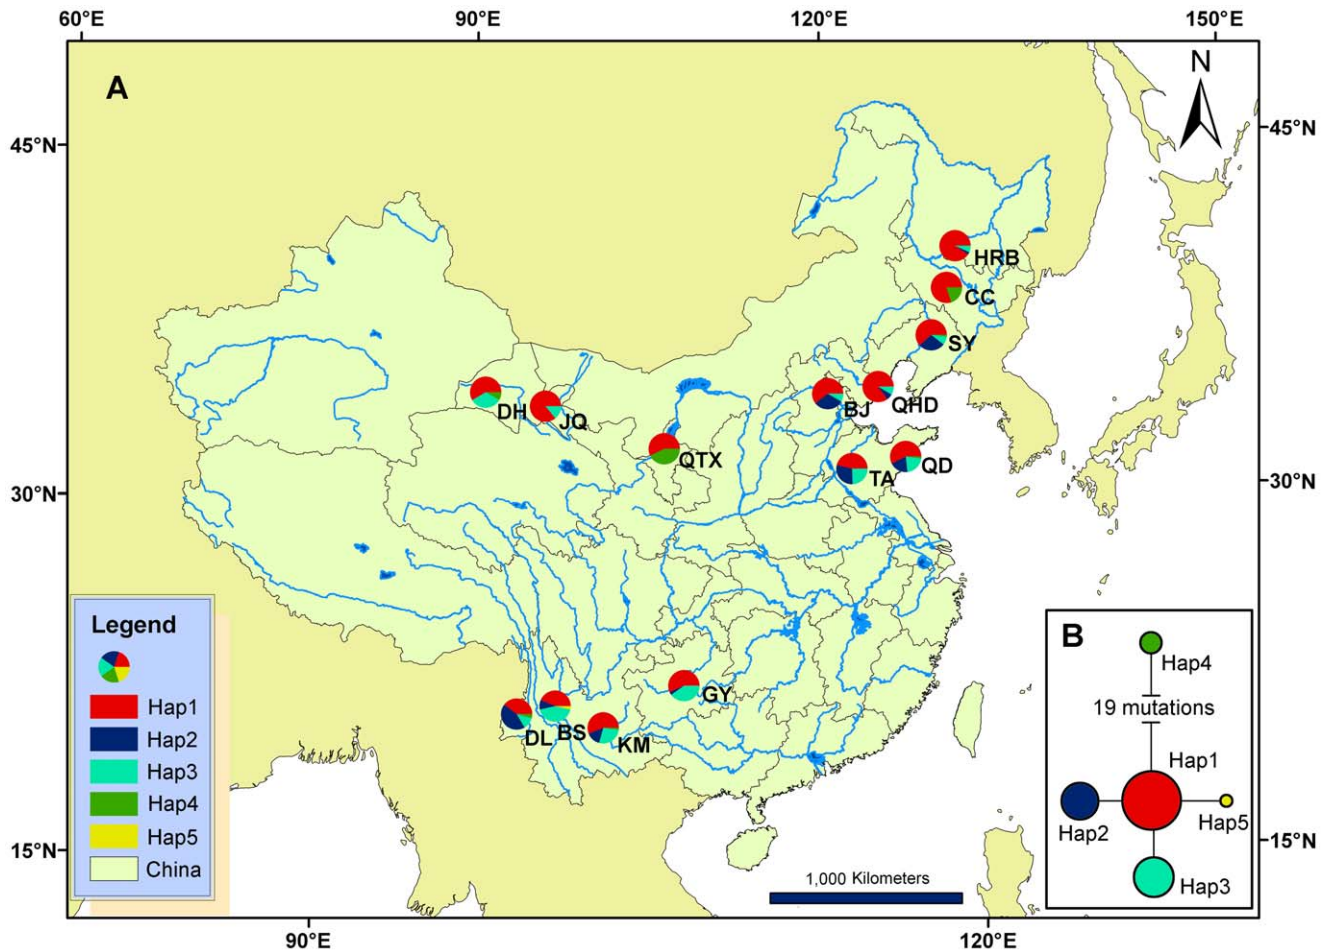 60°E 90°E 120°E 150°E
A
N
45°N 45°N
HRB
CC
SY
BJ QHD
DH JQ
QTX
TA QD
30°N 30°N
GY
DL BS KM
Legend
Hap1
Hap2
Hap3
Hap4
Hap5
China
B
Hap4
19 mutations
Hap1
Hap2 Hap5
Hap3
15°N 15°N
1,000 Kilometers
90°E 120°E